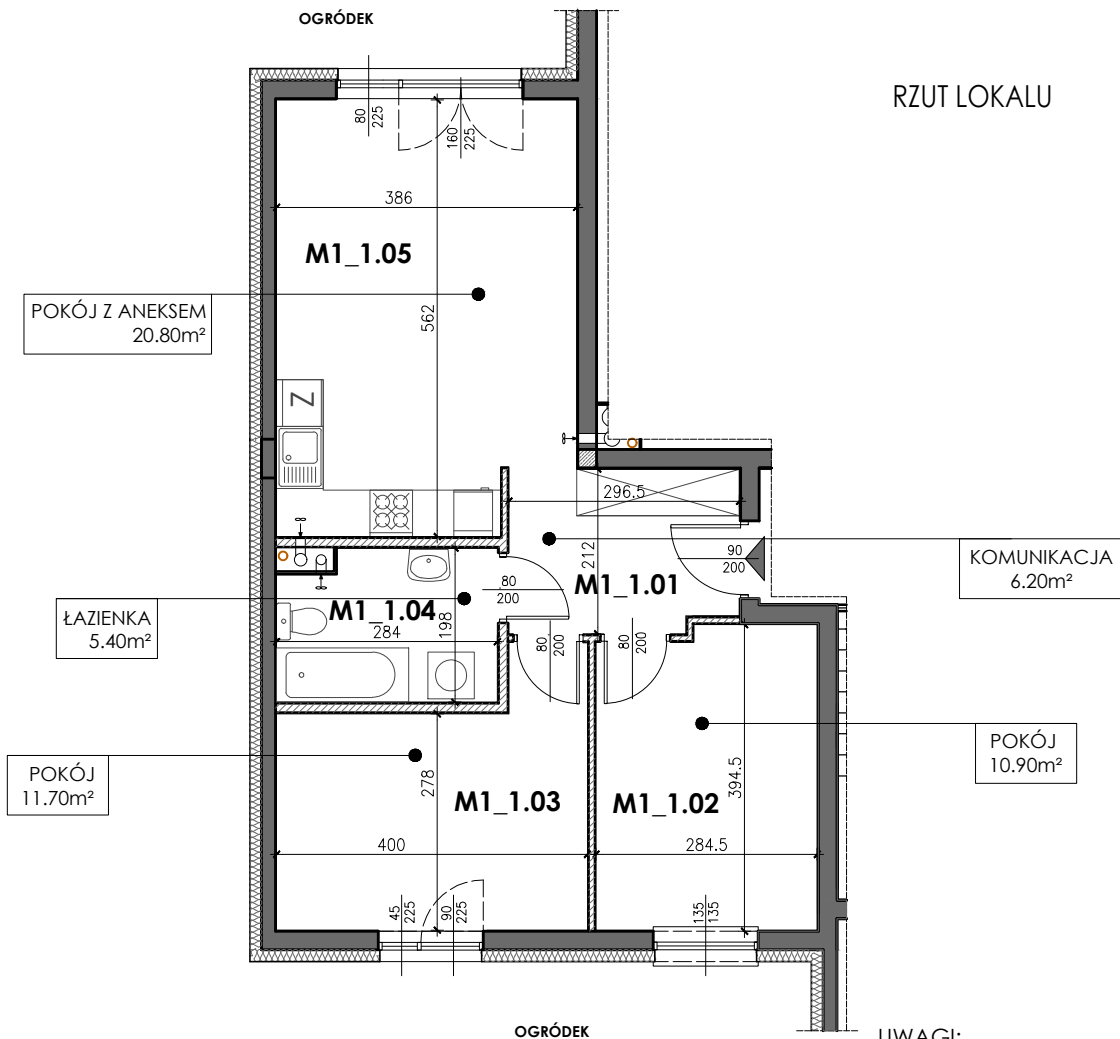 OGRÓDEK
RZUT LOKALU
80
225
160
225
386
M1_1.05
POKÓJ Z ANEKSEM
20.80m²
562
Z
296.5
212
90
200
KOMUNIKACJA
6.20m²
M1_1.01
80
200
M1_1.04
ŁAZIENKA
5.40m²
284
198
80
200
80
200
POKÓJ
11.70m²
278
M1_1.03
M1_1.02
394.5
POKÓJ
10.90m²
400
284.5
45
225
90
225
135
135
OGRÓDEK
UWAGI: